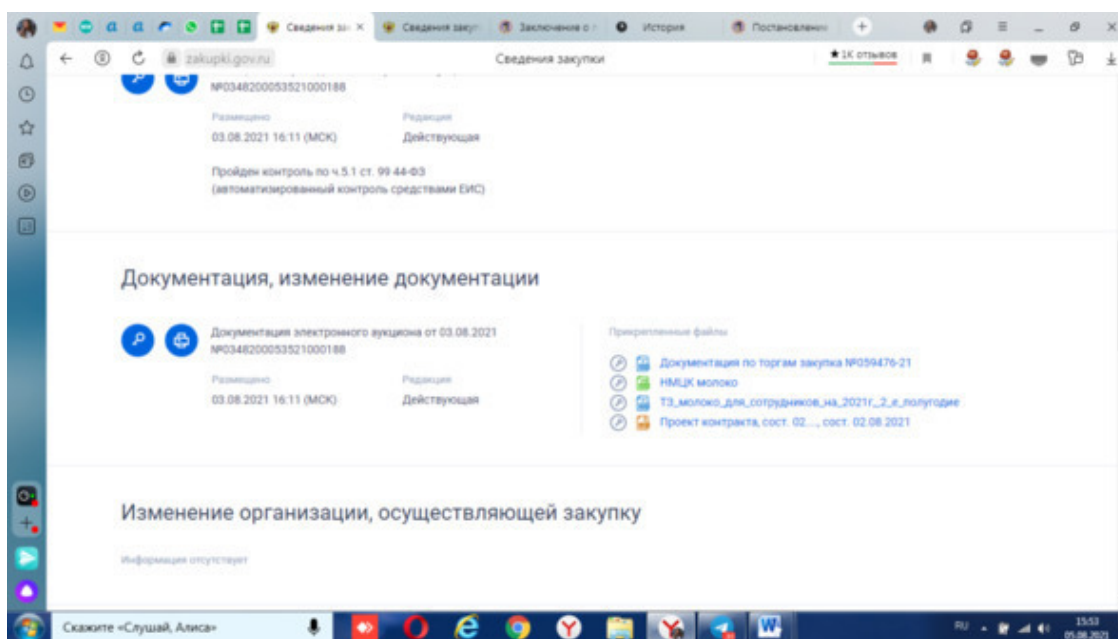 Сведения за
Сведения закуп
Заключение о
История
Постановлени
zakupki.gov.ru
Сведения закупки
★1К отзывов
№0348200053521000188
Размещено
Редакция
03.08.2021 16:11 (МСК)
Действующая
Пройден контроль по ч.5.1 ст. 99 44-ФЗ
(автоматизированный контроль средствами ЕИС)
Документация, изменение документации
Документация электронного аукциона от 03.08.2021
№0348200053521000188
Размещено
Редакция
03.08.2021 16:11 (МСК)
Действующая
Прикрепленные файлы
Документация по торгам закупка №059476-21
НМЦК молоко
ТЗ_молоко_для_сотрудников_на_2021г._2_е_полугодие
Проект контракта, сост. 02...., сост. 02.08.2021
Изменение организации, осуществляющей закупку
Информация отсутствует
Скажите «Слушай, Алиса»
RU
15:53
05.08.202